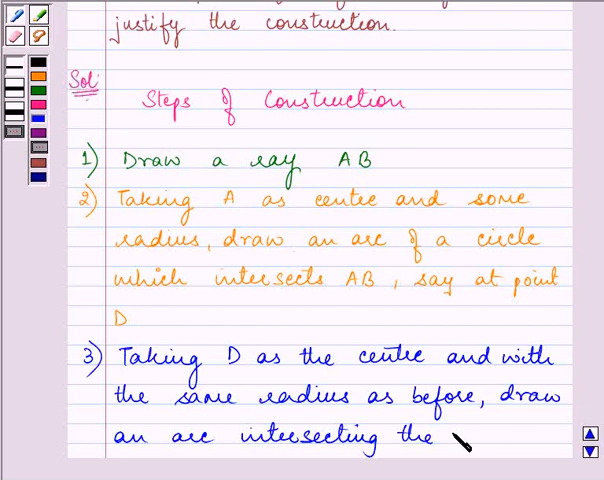 justify the construction.
Sol:
Steps of Construction
1) Draw a ray AB
2) Taking A as centre and some
radius, draw an arc of a circle
which intersects AB, say at point
D
3) Taking D as the centre and with
the same radius as before, draw
an arc intersecting the